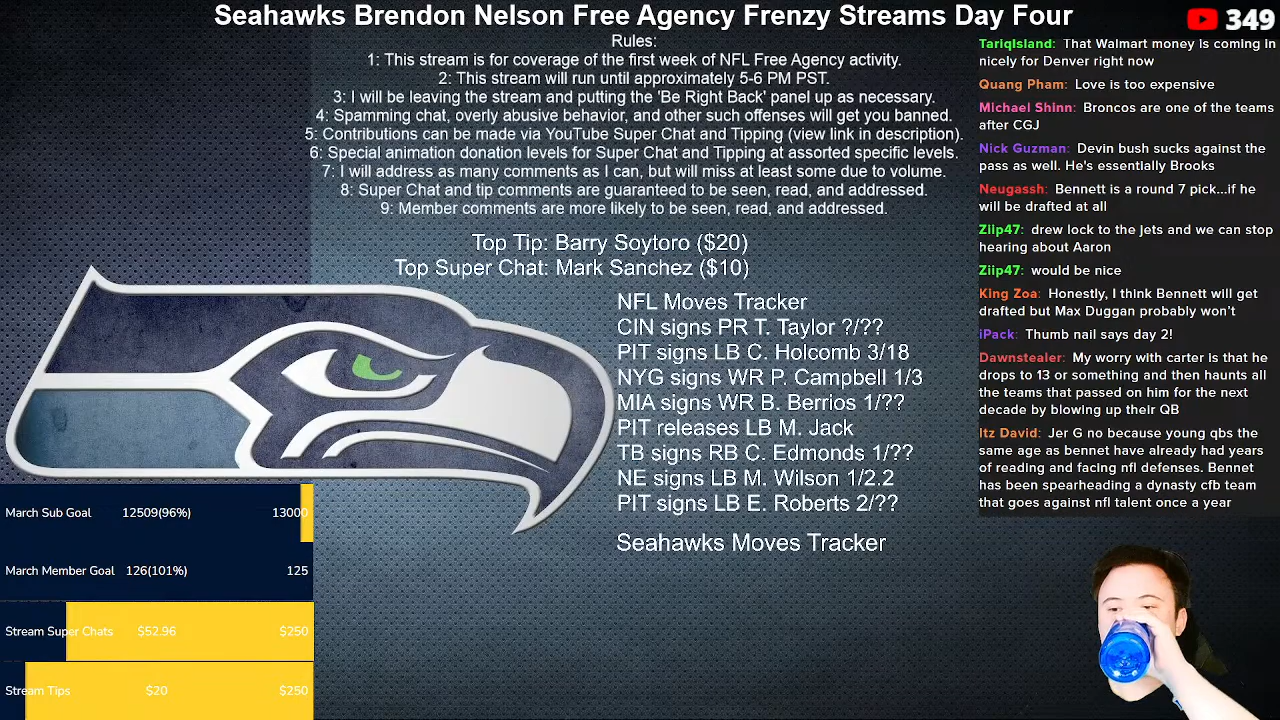 Seahawks Brendon Nelson Free Agency Frenzy Streams Day Four
349
Rules:
1: This stream is for coverage of the first week of NFL Free Agency activity.
2: This stream will run until approximately 5-6 PM PST.
3: I will be leaving the stream and putting the 'Be Right Back' panel up as necessary.
4: Spamming chat, overly abusive behavior, and other such offenses will get you banned.
5: Contributions can be made via YouTube Super Chat and Tipping (view link in description).
6: Special animation donation levels for Super Chat and Tipping at assorted specific levels.
7: I will address as many comments as I can, but will miss at least some due to volume.
8: Super Chat and tip comments are guaranteed to be seen, read, and addressed.
9: Member comments are more likely to be seen, read, and addressed.
Top Tip: Barry Soytoro ($20)
Top Super Chat: Mark Sanchez ($10)
NFL Moves Tracker
CIN signs PR T. Taylor ?/??
PIT signs LB C. Holcomb 3/18
NYG signs WR P. Campbell 1/3
MIA signs WR B. Berrios 1/??
PIT releases LB M. Jack
TB signs RB C. Edmonds 1/??
NE signs LB M. Wilson 1/2.2
PIT signs LB E. Roberts 2/??
Seahawks Moves Tracker
March Sub Goal 12509(96%) 13000
March Member Goal 126(101%) 125
Stream Super Chats $52.96 $250
Stream Tips $20 $250
TariqIsland: That Walmart money is coming in
nicely for Denver right now
Quang Pham: Love is too expensive
Michael Shinn: Broncos are one of the teams
after CGJ
Nick Guzman: Devin bush sucks against the
pass as well. He's essentially Brooks
Neugassh: Bennett is a round 7 pick...if he
will be drafted at all
Ziip47: drew lock to the jets and we can stop
hearing about Aaron
Ziip47: would be nice
King Zoa: Honestly, I think Bennett will get
drafted but Max Duggan probably won't
iPack: Thumb nail says day 2!
Dawnstealer: My worry with carter is that he
drops to 13 or something and then haunts all
the teams that passed on him for the next
decade by blowing up their QB
Itz David: Jer G no because young qbs the
same age as bennet have already had years
of reading and facing nfl defenses. Bennet
has been spearheading a dynasty cfb team
that goes against nfl talent once a year